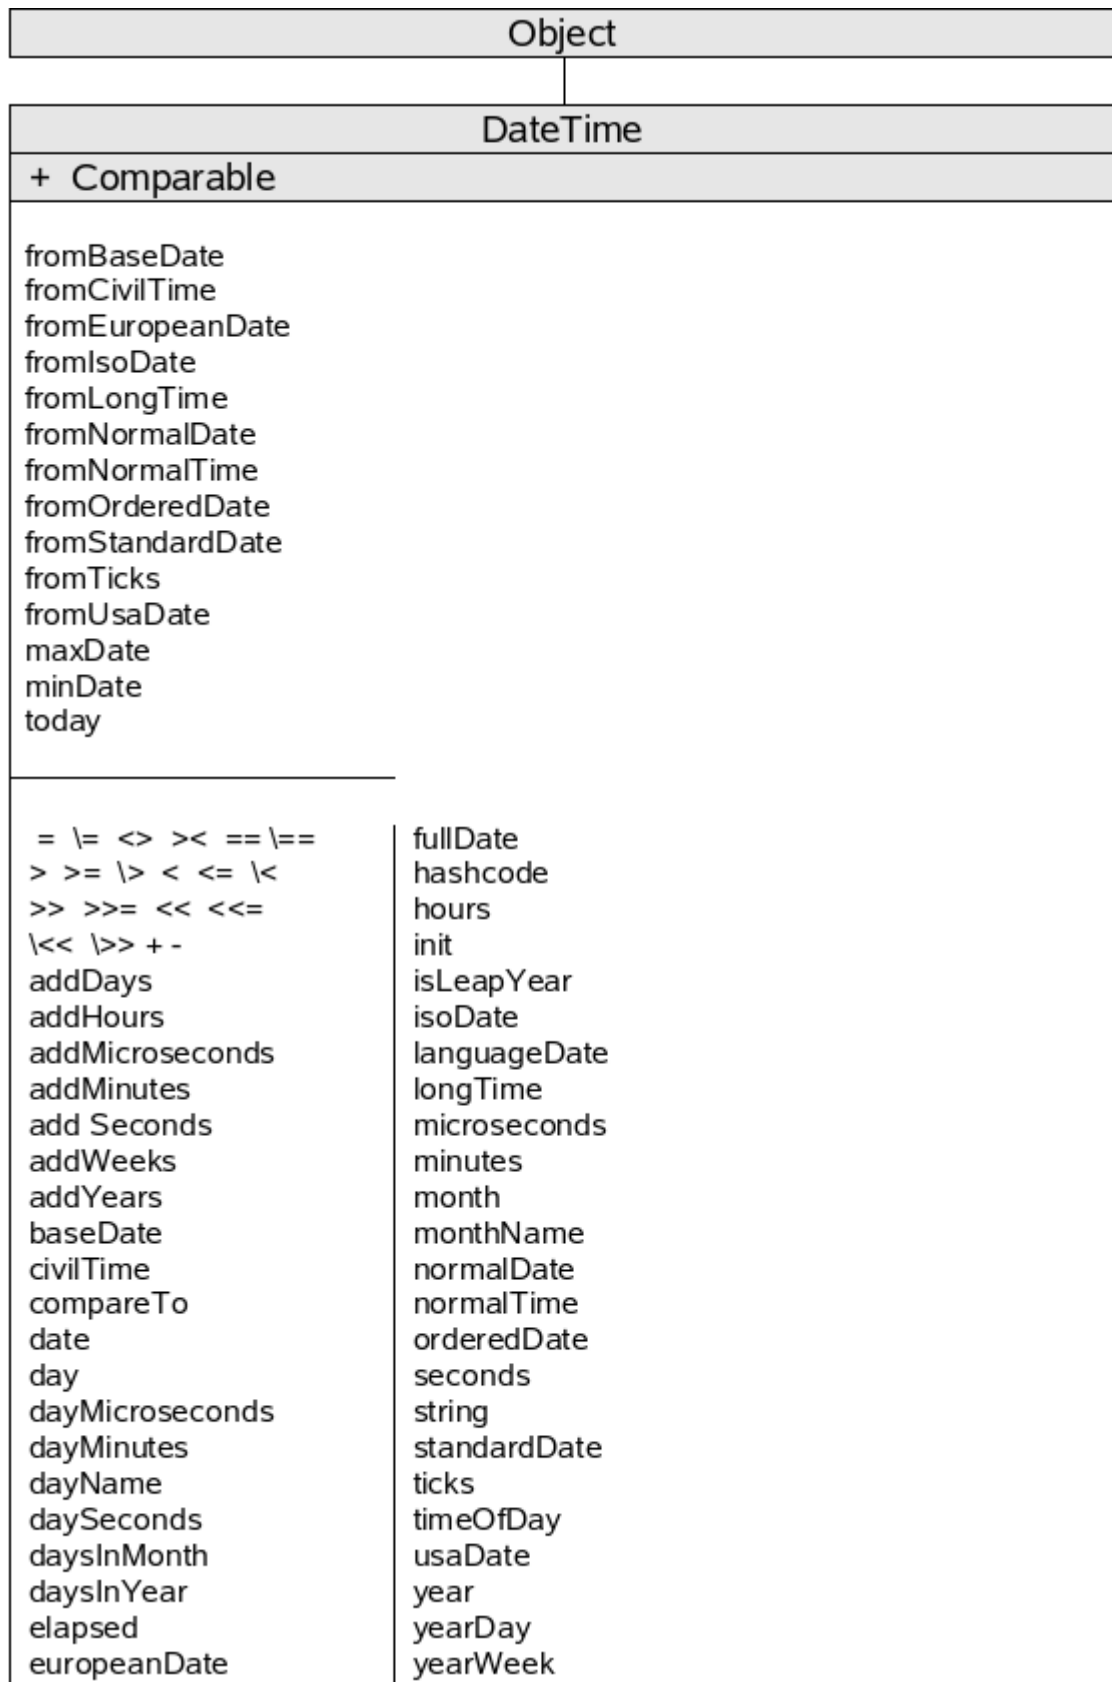 Object
DateTime
+ Comparable
fromBaseDate
fromCivilTime
fromEuropeanDate
fromIsoDate
fromLongTime
fromNormalDate
fromNormalTime
fromOrderedDate
fromStandardDate
fromTicks
fromUsaDate
maxDate
minDate
today
= \= <> >< == \==
> >= \> < <= \<
>> >>= << <<=
\<< \>> + -
addDays
addHours
addMicroseconds
addMinutes
add Seconds
addWeeks
addYears
baseDate
civilTime
compareTo
date
day
dayMicroseconds
dayMinutes
dayName
daySeconds
daysInMonth
daysInYear
elapsed
europeanDate
fullDate
hashcode
hours
init
isLeapYear
isoDate
languageDate
longTime
microseconds
minutes
month
monthName
normalDate
normalTime
orderedDate
seconds
string
standardDate
ticks
timeOfDay
usaDate
year
yearDay
yearWeek